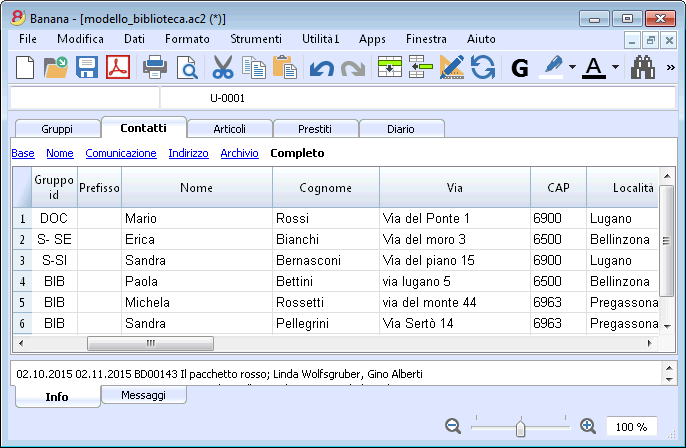 Banana - [modello_biblioteca.ac2 (*)]
File Modifica Dati Formato Strumenti Utilità1 Apps Finestra Aiuto
G A »
U-0001
Gruppi Contatti Articoli Prestiti Diario
Base Nome Comunicazione Indirizzo Archivio Completo
Gruppo id Prefisso Nome Cognome Via CAP Località
1 DOC Mario Rossi Via del Ponte 1 6900 Lugano
2 S- SE Erica Bianchi Via del moro 3 6500 Bellinzona
3 S-SI Sandra Bernasconi Via del piano 15 6900 Lugano
4 BIB Paola Bettini via lugano 5 6500 Bellinzona
5 BIB Michela Rossetti via del monte 44 6963 Pregassona
6 BIB Sandra Pellegrini Via Sertò 14 6963 Pregassona
02.10.2015 02.11.2015 BD00143 Il pacchetto rosso; Linda Wolfsgruber, Gino Alberti
Info Messaggi
100 %